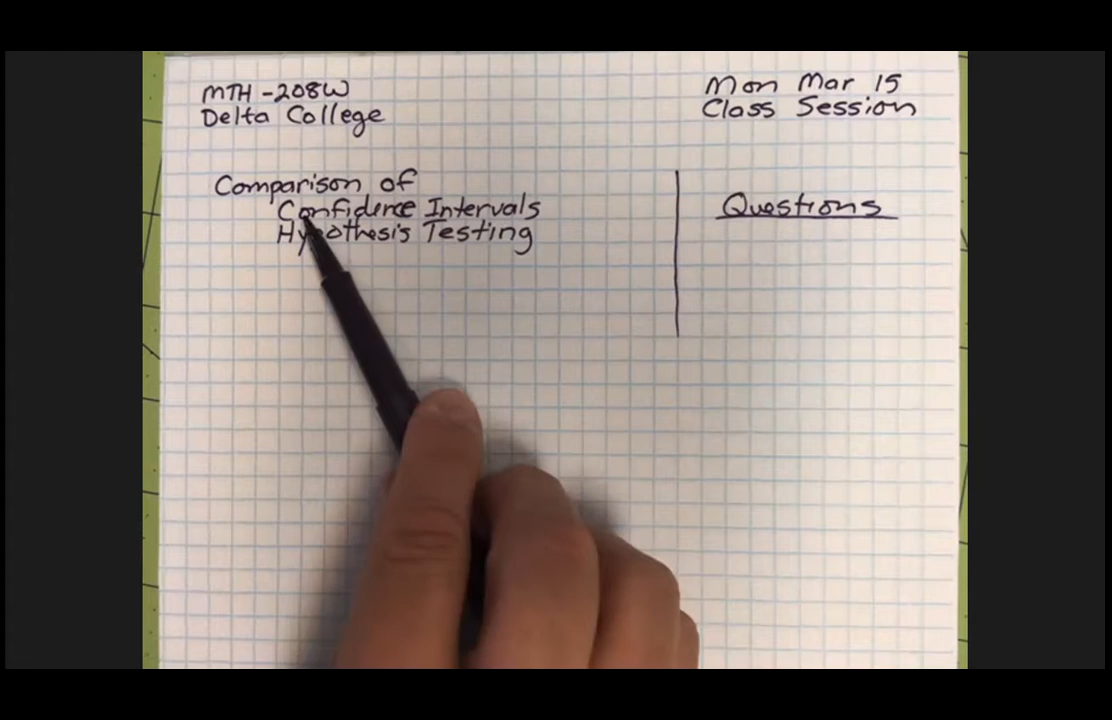 MTH-208W
Delta College
Mon Mar 15
Class Session
Comparison of
Confidence Intervals
Hypothesis Testing
Questions